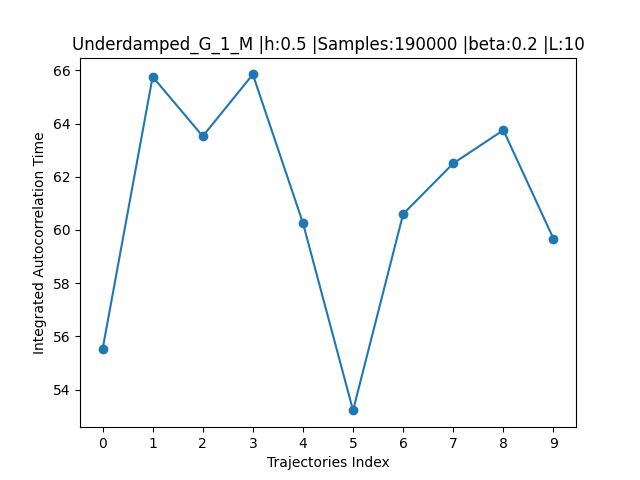 Underdamped_G_1_M |h:0.5 |Samples:190000 |beta:0.2 |L:10
Integrated Autocorrelation Time
66
64
62
60
58
56
54
0 1 2 3 4 5 6 7 8 9
Trajectories Index